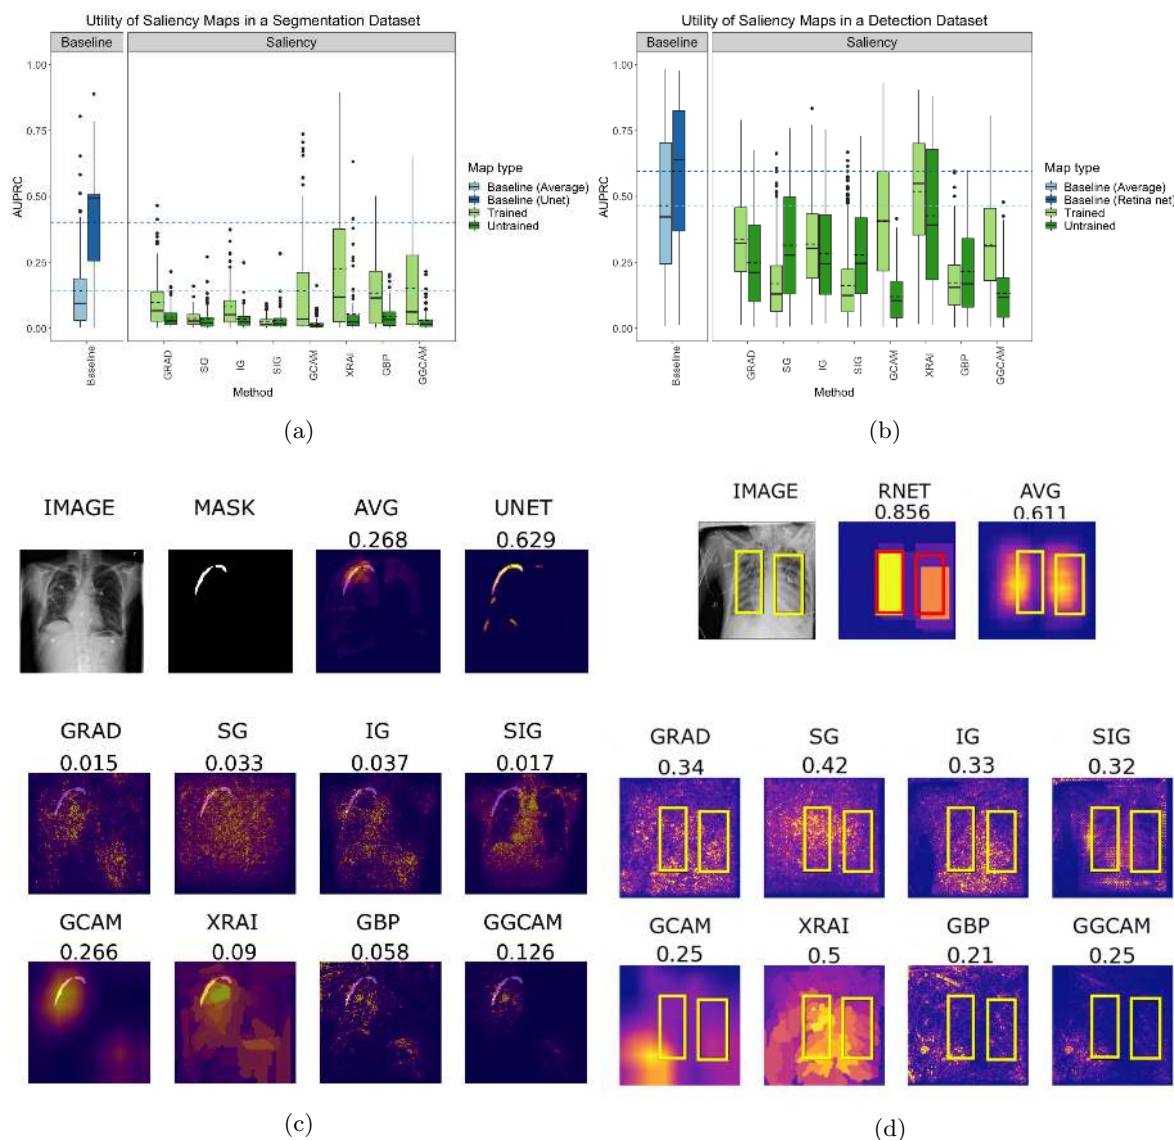 Utility of Saliency Maps in a Segmentation Dataset
Baseline
Saliency
1.00
0.75
0.50
0.25
0.00
AUPRC
Baseline
GRAD
SG
IG
SIG
GCAM
XRAI
GBP
GGCAM
Method
Map type
Baseline (Average)
Baseline (Unet)
Trained
Untrained
(a)
Utility of Saliency Maps in a Detection Dataset
Baseline
Saliency
1.00
0.75
0.50
0.25
0.00
AUPRC
Baseline
GRAD
SG
IG
SIG
GCAM
XRAI
GBP
GGCAM
Method
Map type
Baseline (Average)
Baseline (Retina net)
Trained
Untrained
(b)
IMAGE MASK AVG UNET
0.268 0.629
GRAD SG IG SIG
0.015 0.033 0.037 0.017
GCAM XRAI GBP GGCAM
0.266 0.09 0.058 0.126
(c)
IMAGE RNET AVG
0.856 0.611
GRAD SG IG SIG
0.34 0.42 0.33 0.32
GCAM XRAI GBP GGCAM
0.25 0.5 0.21 0.25
(d)